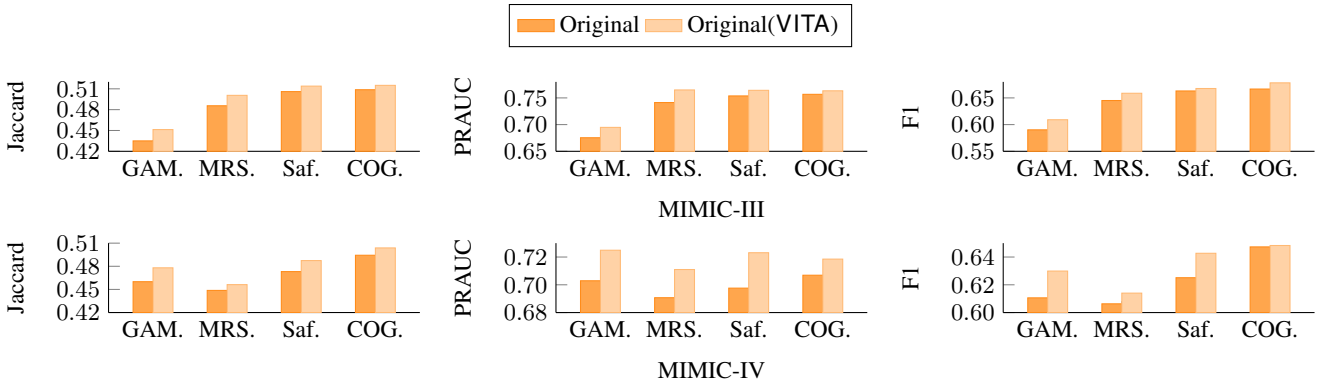 Original Original(VITA)
Jaccard
0.51
0.48
0.45
0.42
GAM. MRS. Saf. COG.
PRAUC
0.75
0.70
0.65
GAM. MRS. Saf. COG.
F1
0.65
0.60
0.55
GAM. MRS. Saf. COG.
MIMIC-III
Jaccard
0.51
0.48
0.45
0.42
GAM. MRS. Saf. COG.
PRAUC
0.72
0.70
0.68
GAM. MRS. Saf. COG.
F1
0.64
0.62
0.60
GAM. MRS. Saf. COG.
MIMIC-IV